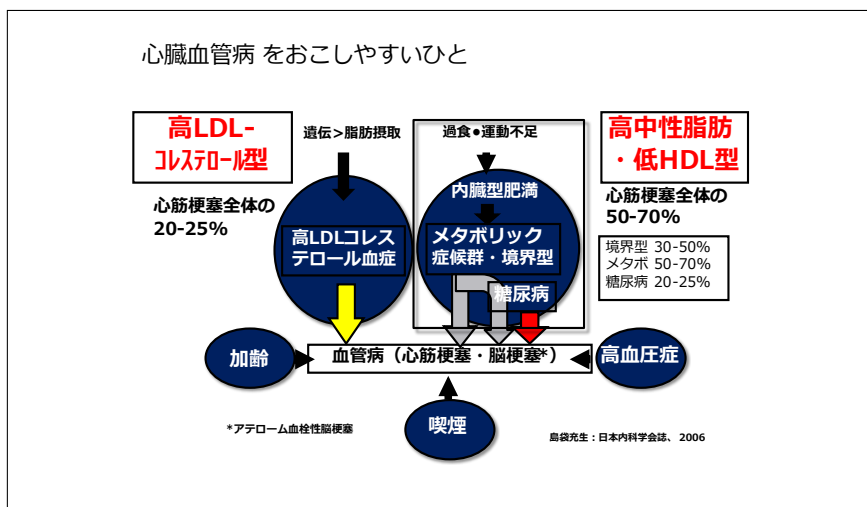 心臓血管病 をおこしやすいひと
高LDL-
ｺﾚｽﾃﾛｰﾙ型
心筋梗塞全体の
20-25%
遺伝>脂肪摂取
高LDLコレス
テロール血症
過食●運動不足
内臓型肥満
メタボリック
症候群・境界型
糖尿病
高中性脂肪
・低HDL型
心筋梗塞全体の
50-70%
境界型 30-50%
メタボ 50-70%
糖尿病 20-25%
加齢
血管病（心筋梗塞・脳梗塞*）
高血圧症
喫煙
*アテローム血栓性脳梗塞
島袋充生：日本内科学会誌、2006